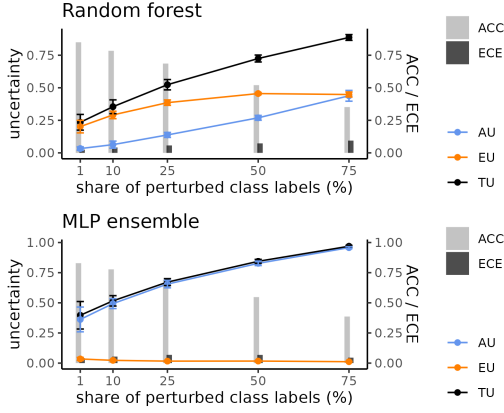 Random forest
uncertainty
0.75
0.50
0.25
0.00
0.75
0.50
0.25
0.00
ACC / ECE
1 10 25 50 75
share of perturbed class labels (%)
ACC
ECE
AU
EU
TU
MLP ensemble
uncertainty
1.00
0.75
0.50
0.25
0.00
1.00
0.75
0.50
0.25
0.00
ACC / ECE
1 10 25 50 75
share of perturbed class labels (%)
ACC
ECE
AU
EU
TU